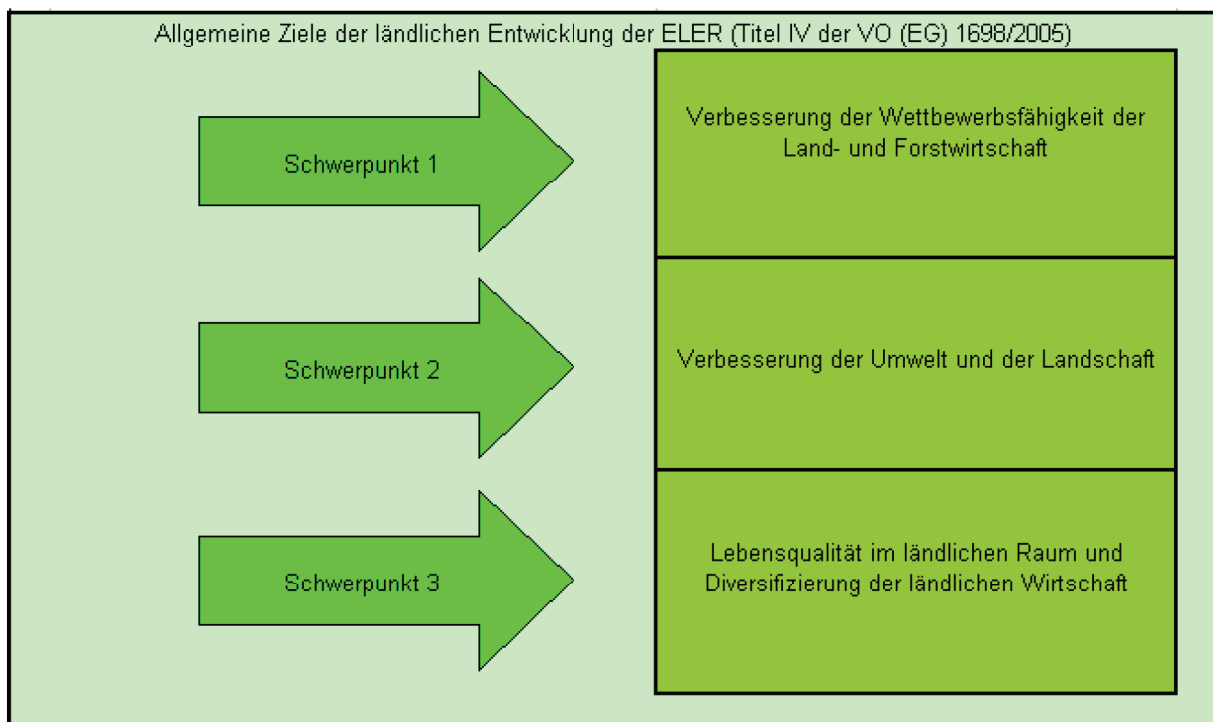 Allgemeine Ziele der ländlichen Entwicklung der ELER (Titel IV der VO (EG) 1698/2005)
Schwerpunkt 1
Verbesserung der Wettbewerbsfähigkeit der
Land- und Forstwirtschaft
Schwerpunkt 2
Verbesserung der Umwelt und der Landschaft
Schwerpunkt 3
Lebensqualität im ländlichen Raum und
Diversifizierung der ländlichen Wirtschaft